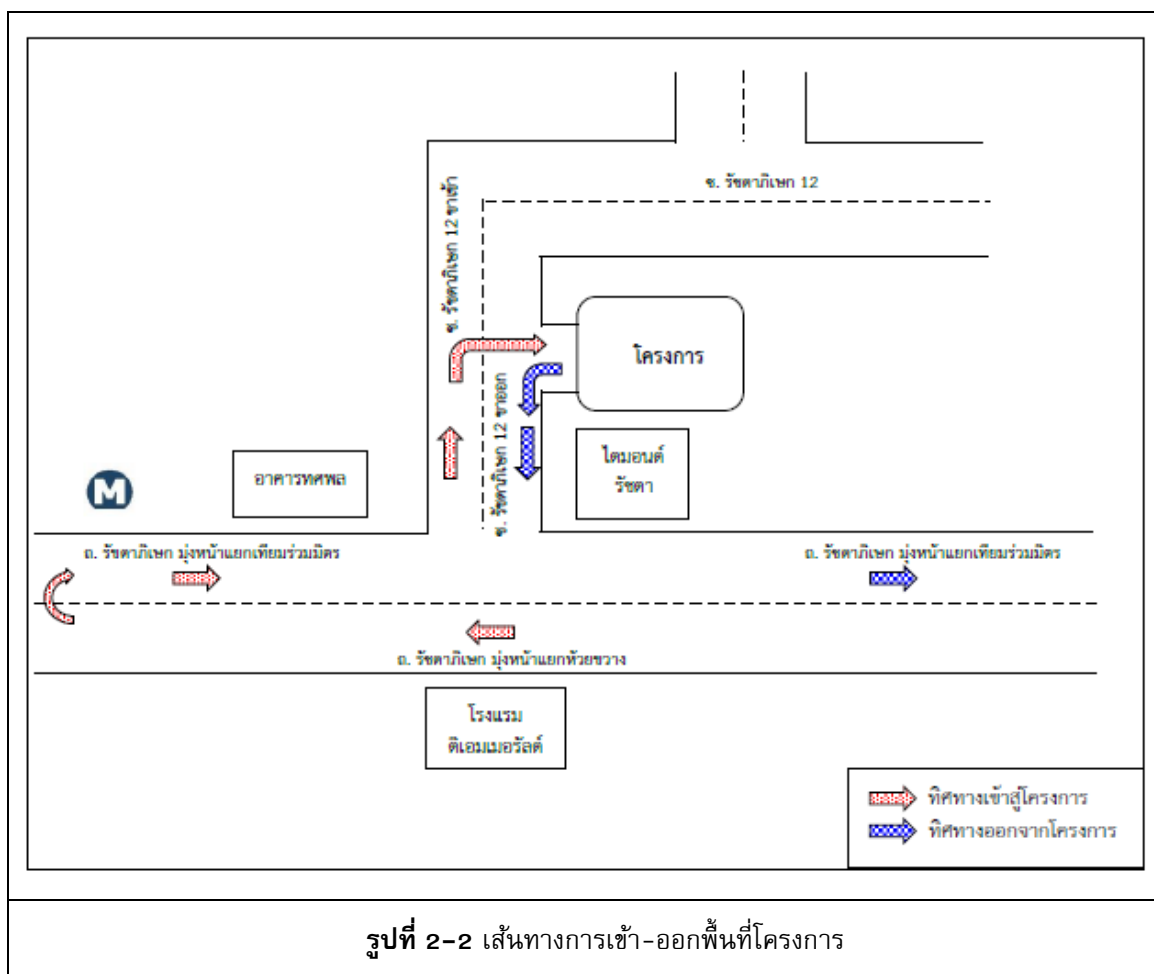 ซ. รัชดาภิเษก 12
ซ. รัชดาภิเษก 12 ขาเข้า
โครงการ
ซ. รัชดาภิเษก 12 ขาออก
ไดมอนด์
รัชดา
M
อาคารทศพล
ถ. รัชดาภิเษก มุ่งหน้าแยกเทียมร่วมมิตร
ถ. รัชดาภิเษก มุ่งหน้าแยกเทียมร่วมมิตร
ถ. รัชดาภิเษก มุ่งหน้าแยกห้วยขวาง
โรงแรม
ดิเอมเมอรัลด์
ทิศทางเข้าสู่โครงการ
ทิศทางออกจากโครงการ
รูปที่ 2-2 เส้นทางการเข้า-ออกพื้นที่โครงการ